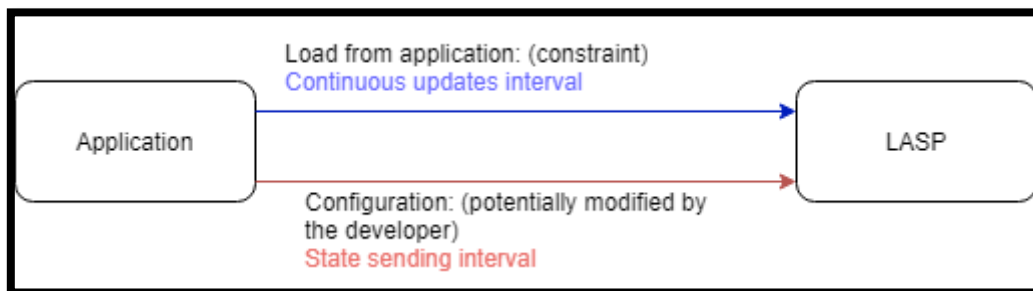 Load from application: (constraint)
Continuous updates interval
Application
LASP
Configuration: (potentially modified by
the developer)
State sending interval